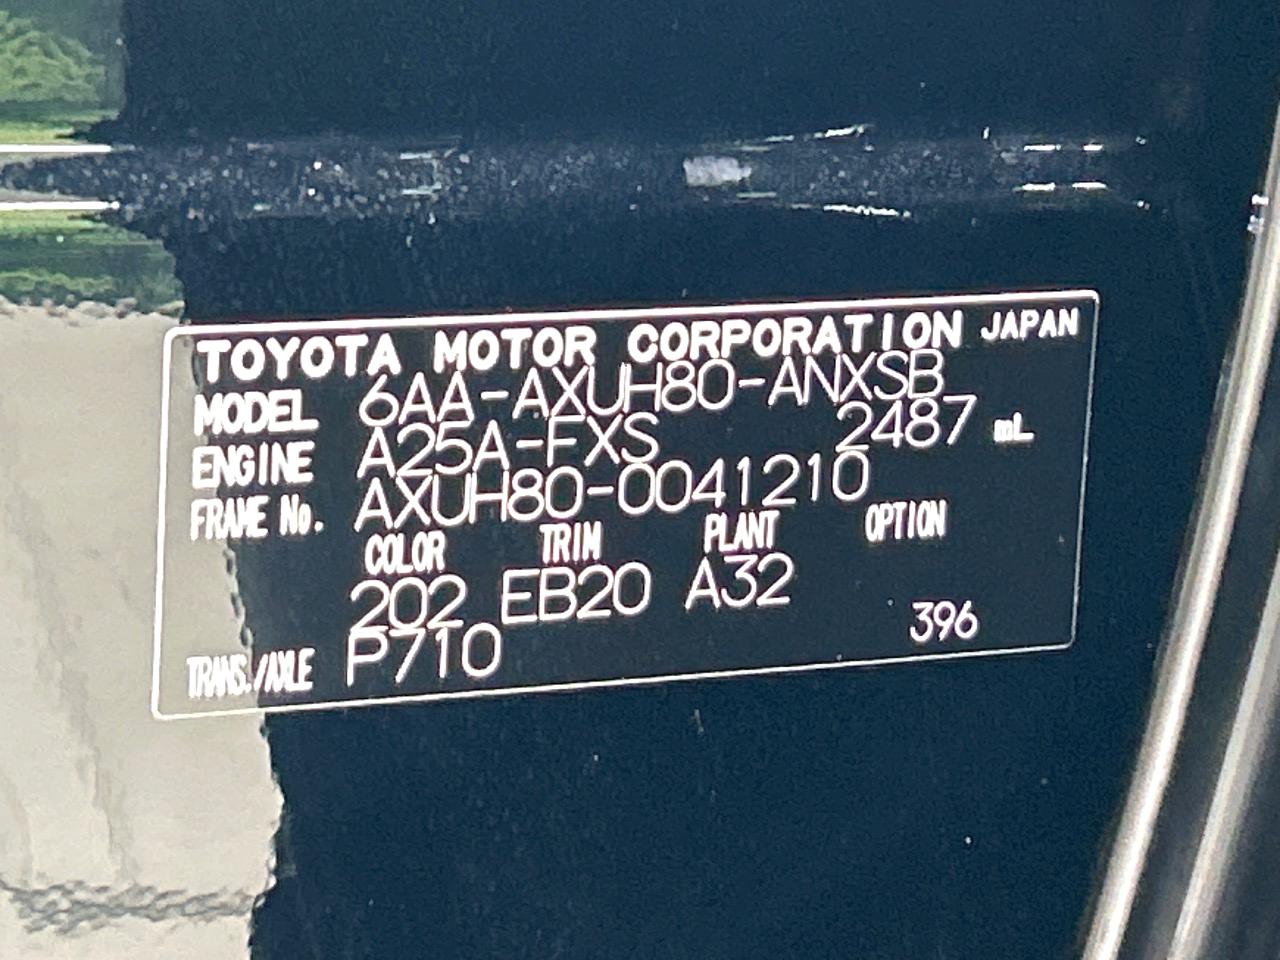 TOYOTA MOTOR CORPORATION JAPAN
MODEL 6AA-AXUH80-ANXSB
ENGINE A25A-FXS 2487 mL
FRAME No. AXUH80-0041210
COLOR TRIM PLANT OPTION
202 EB20 A32
TRANS./AXLE P710 396